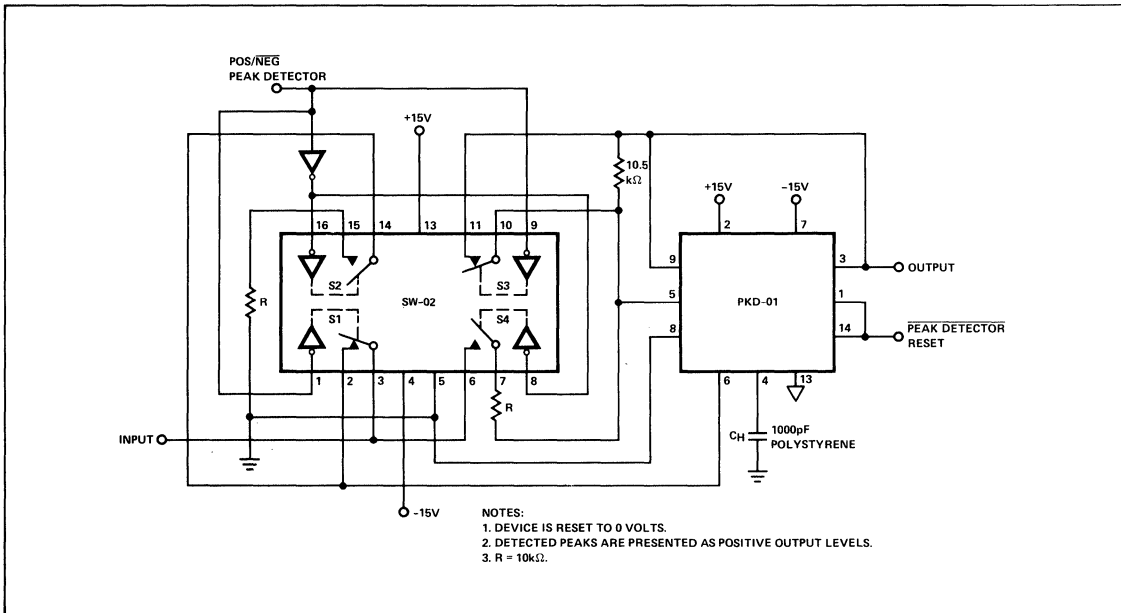 POS/NEG
PEAK DETECTOR
+15V
10.5
kΩ
+15V
-15V
16 15 14 13 11 10 9
2 7
S2
S3
SW-02
S1
S4
R
9
5
8
PKD-01
3
1
14
OUTPUT
PEAK DETECTOR
RESET
1 2 3 4 5 6 7 8
6 4 13
R
INPUT
CH
1000pF
POLYSTYRENE
-15V
NOTES:
1. DEVICE IS RESET TO 0 VOLTS.
2. DETECTED PEAKS ARE PRESENTED AS POSITIVE OUTPUT LEVELS.
3. R = 10kΩ.